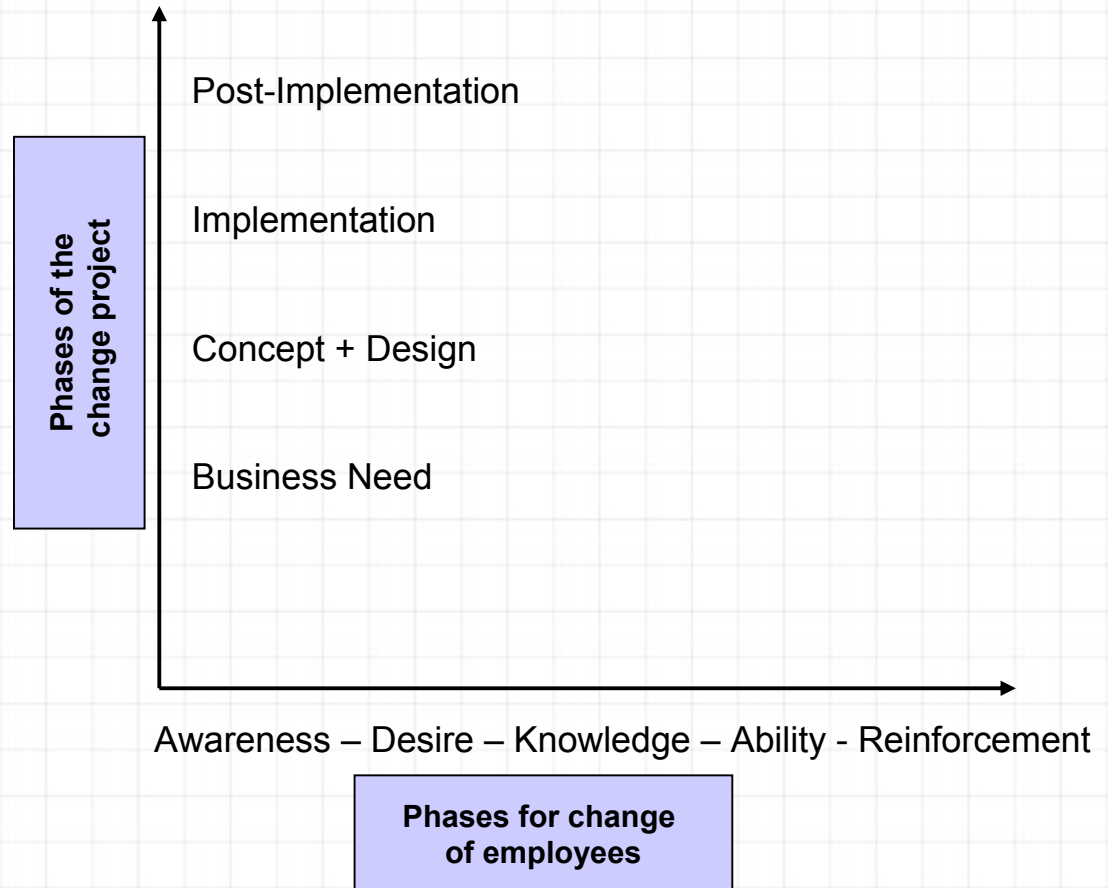 Post-Implementation
Phases of the
change project
Implementation
Concept + Design
Business Need
Awareness – Desire – Knowledge – Ability - Reinforcement
Phases for change
of employees